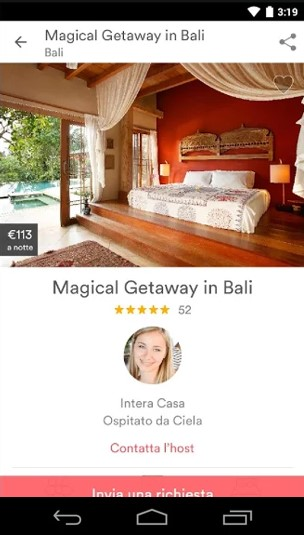 3:19
Magical Getaway in Bali
Bali
€113
a notte
Magical Getaway in Bali
52
Intera Casa
Ospitato da Ciela
Contatta l'host
Invia una richiesta